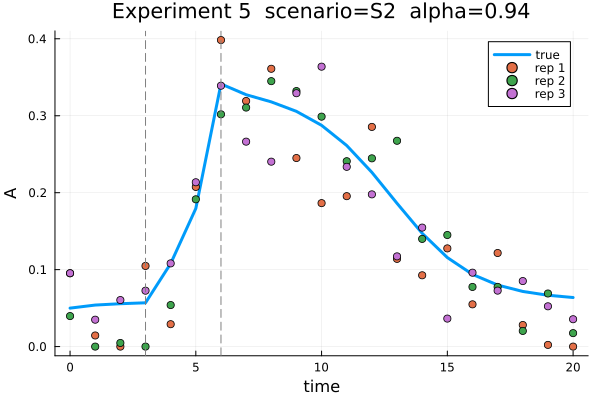 Experiment 5  scenario=S2  alpha=0.94
A
0.4
0.3
0.2
0.1
0.0
true
rep 1
rep 2
rep 3
0
5
10
15
20
time